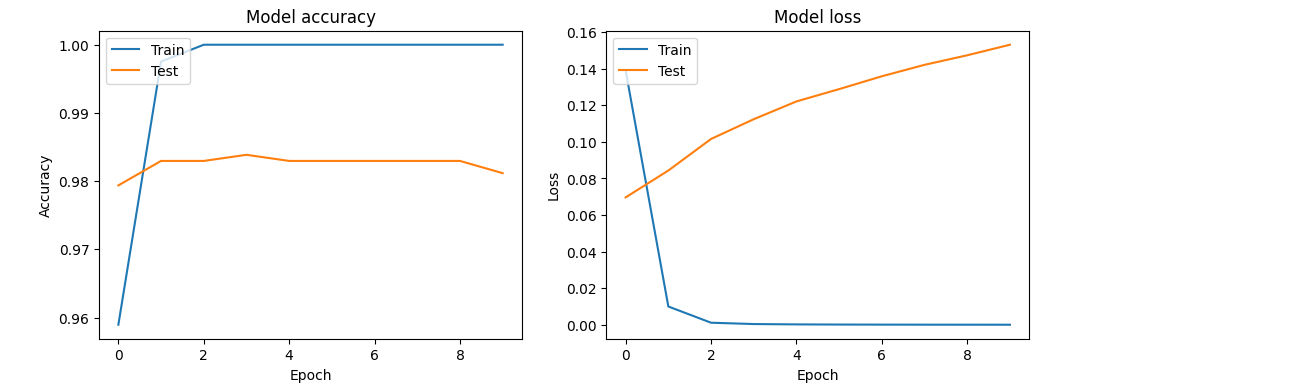 Model accuracy
1.00
0.99
0.98
0.97
0.96
Accuracy
Train
Test
0
2
4
6
8
Epoch
Model loss
0.16
0.14
0.12
0.10
0.08
0.06
0.04
0.02
0.00
Loss
Train
Test
0
2
4
6
8
Epoch